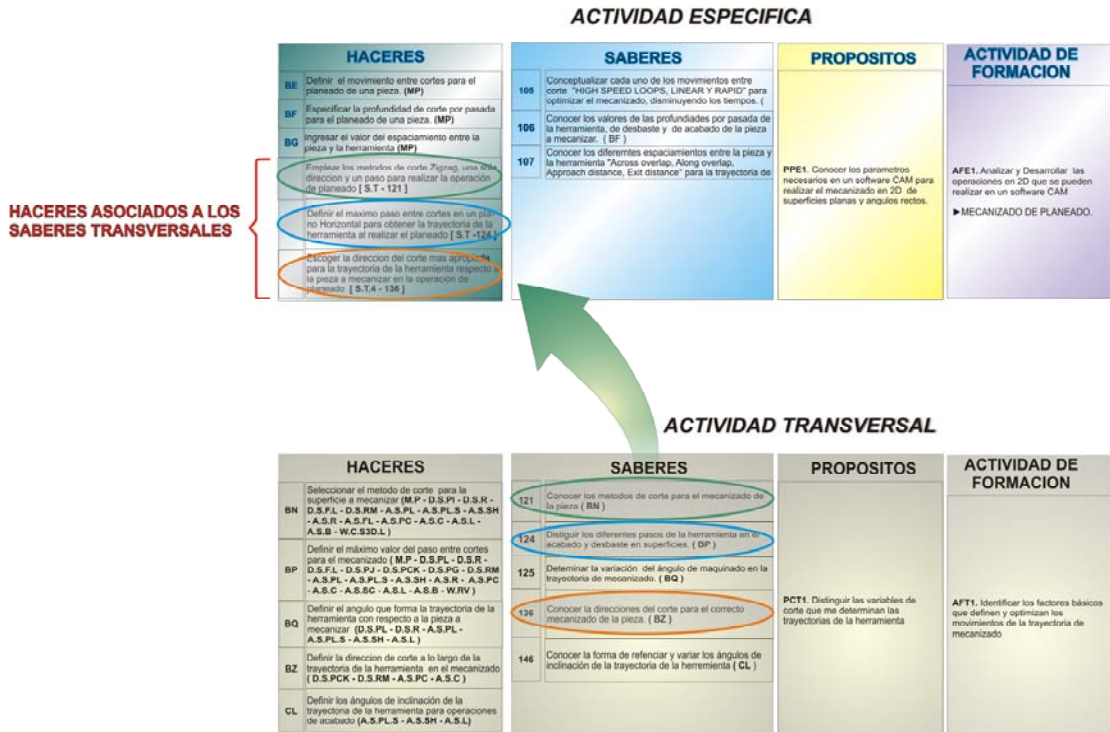 ACTIVIDAD ESPECIFICA
HACERES
BE
Definir el movimiento entre cortes para el
planeado de una pieza. (MP)
BF
Especificar la profundidad de corte por pasada
para el planeado de una pieza. (MP)
BG
Ingresar el valor del espaciamiento entre la
pieza y la herramienta (MP)
Emplear los metodos de corte Zigzag, una sola
direccion y un paso para realizar la operación
de planeado [ S.T - 121 ]
Definir el maximo paso entre cortes en un pla-
no Horizontal para obtener la trayectoria de la
herramienta al realizar el planeado [ S.T -124 ]
Escoger la direccion del corte mas apropiada
para la trayectoria de la herramienta respecto a
la pieza a mecanizar en la operación de
planeado [ S.T.4 - 136 ]
HACERES ASOCIADOS A LOS
SABERES TRANSVERSALES
SABERES
105
Conceptualizar cada uno de los movimientos entre
corte "HIGH SPEED LOOPS, LINEAR Y RAPID" para
optimizar el mecanizado, disminuyendo los tiempos. (
106
Conocer los valores de las profundiades por pasada de
la herramienta, de desbaste y de acabado de la pieza
a mecanizar. ( BF )
107
Conocer los diferemtes espaciamientos entre la pieza y
la herramienta "Across overlap, Along overlap,
Approach distance, Exit distance" para la trayectoria de
PROPOSITOS
PPE1. Conocer los parametros
necesarios en un software CAM para
realizar el mecanizado en 2D de
superficies planas y angulos rectos.
ACTIVIDAD DE
FORMACION
AFE1. Analizar y Desarrollar las
operaciones en 2D que se pueden
realizar en un software CAM
►MECANIZADO DE PLANEADO.
ACTIVIDAD TRANSVERSAL
HACERES
BN
Seleccionar el metodo de corte para la
superficie a mecanizar (M.P - D.S.PI - D.S.R -
D.S.F.L - D.S.RM - A.S.PL - A.S.PL.S - A.S.SH
- A.S.R - A.S.FL - A.S.PC - A.S.C - A.S.L -
A.S.B - W.C.S3D.L )
BP
Definir el máximo valor del paso entre cortes
para el mecanizado ( M.P - D.S.PL - D.S.R -
D.S.F.L - D.S.PJ - D.S.PCK - D.S.PG - D.S.RM
- A.S.PL - A.S.PL.S - A.S.SH - A.S.R - A.S.PC
- A.S.C - A.S.SC - A.S.L - A.S.B - W.RV )
BQ
Definir el angulo que forma la trayectoria de la
herramienta con respecto a la pieza a
mecanizar (D.S.PL - D.S.R - A.S.PL -
A.S.PL.S - A.S.SH - A.S.L )
BZ
Definir la direccion de corte a lo largo de la
trayectoria de la herramienta en el mecanizado
( D.S.PCK - D.S.RM - A.S.PC - A.S.C )
CL
Definir los ángulos de inclinación de la
trayectoria de la herramienta para operaciones
de acabado (A.S.PL.S - A.S.SH - A.S.L)
SABERES
121
Conocer los metodos de corte para el mecanizado de
la pieza ( BN )
124
Distiguir los diferentes pasos de la herramienta en el
acabado y desbaste en superficies. ( BP )
125
Deteminar la variación del ángulo de maquinado en la
trayectoria de mecanizado. ( BQ )
136
Conocer la direcciones del corte para el correcto
mecanizado de la pieza. ( BZ )
146
Conocer la forma de refenciar y variar los ángulos de
inclinación de la trayectoria de la herremienta ( CL )
PROPOSITOS
PCT1. Distinguir las variables de
corte que me determinan las
trayectorias de la herramienta
ACTIVIDAD DE
FORMACION
AFT1. Identificar los factores básicos
que definen y optimizan los
movimientos de la trayectoria de
mecanizado